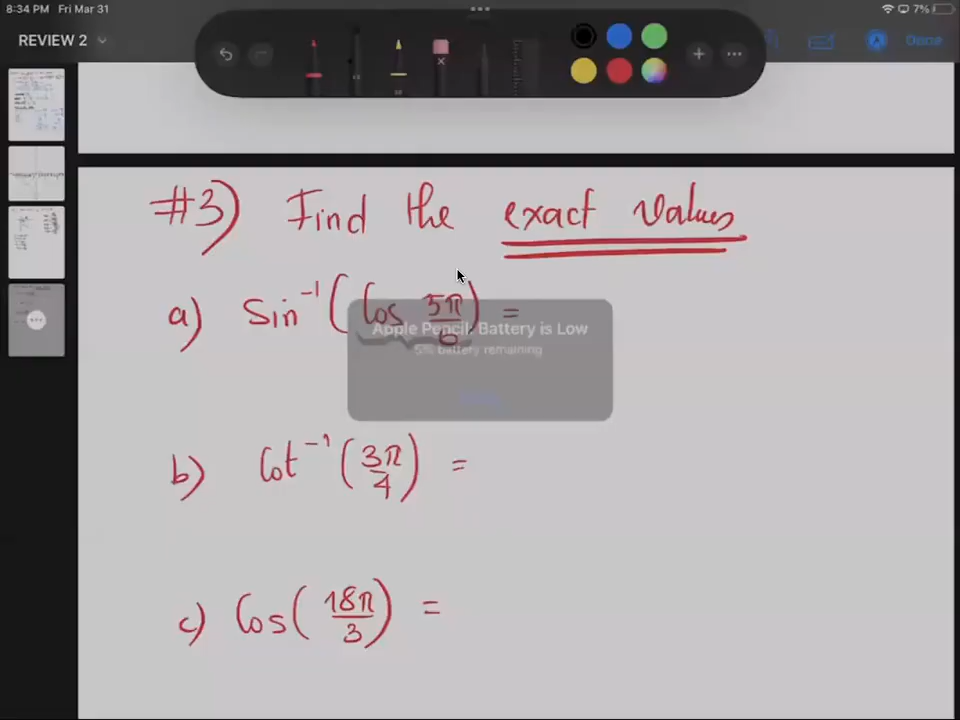 8:34 PM Fri Mar 31
7%
REVIEW 2
Done
#3) Find the exact values
a) Sin⁻¹(Cos 5π/6) =
Apple Pencil: Battery is Low
5% battery remaining
b) Cot⁻¹(3π/4) =
c) Cos(18π/3) =